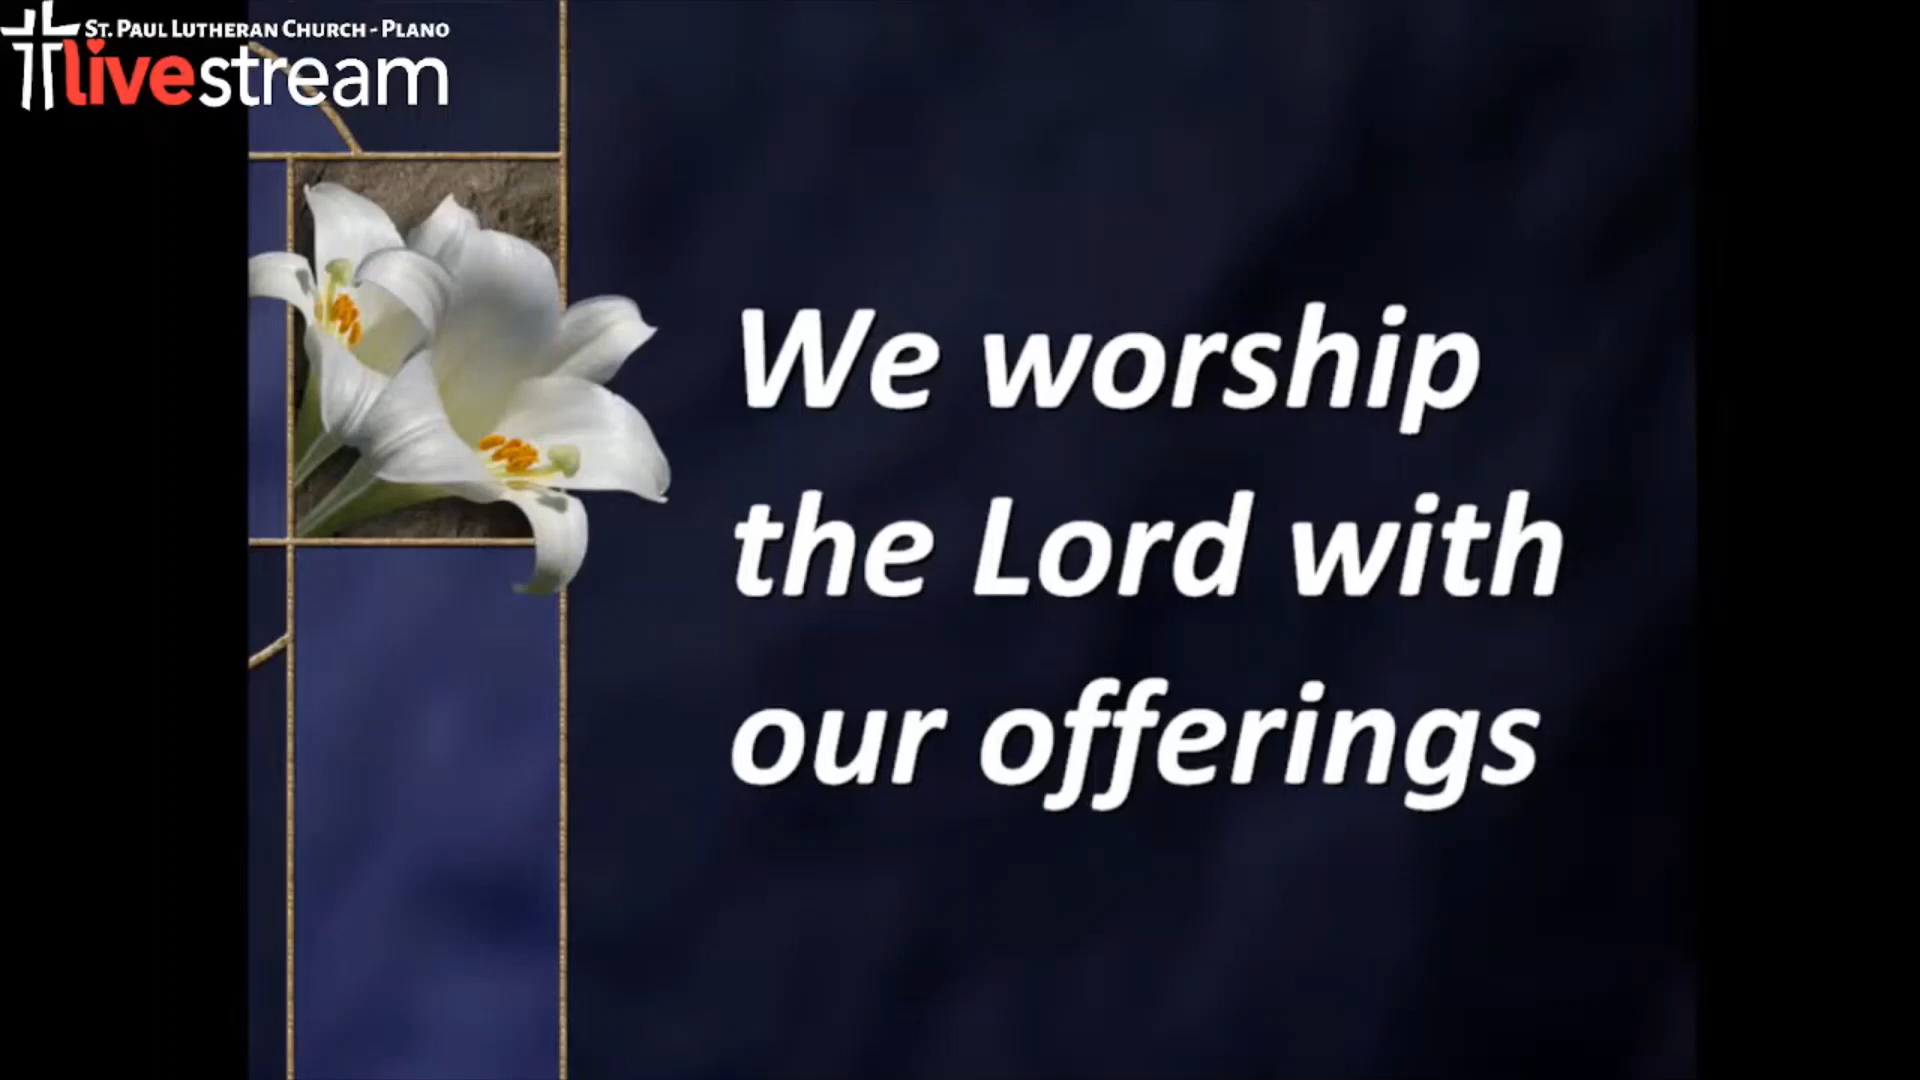 St. Paul Lutheran Church - Plano
livestream
We worship
the Lord with
our offerings